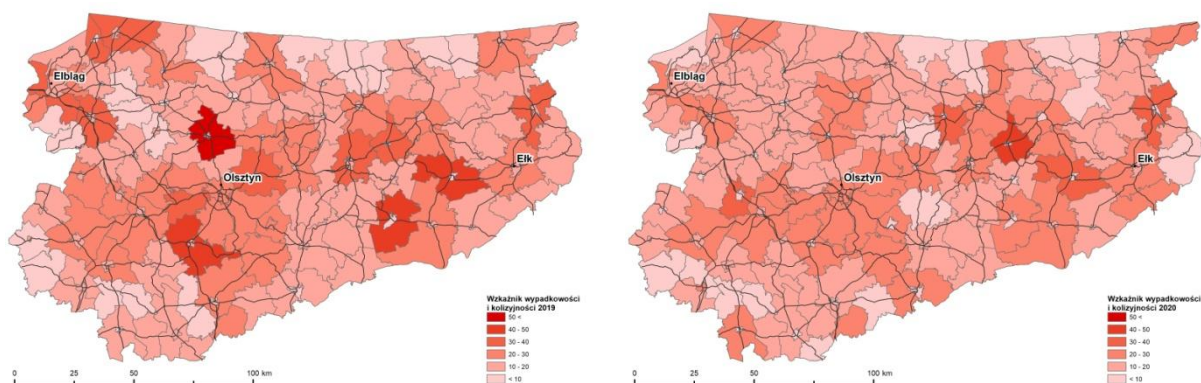 Elbląg
Olsztyn
Ełk
Wzkaźnik wypadkowości
i kolizyjności 2019
50 <
40 - 50
30 - 40
20 - 30
10 - 20
< 10
0 25 50 100 km
Elbląg
Olsztyn
Ełk
Wzkaźnik wypadkowości
i kolizyjności 2020
50 <
40 - 50
30 - 40
20 - 30
10 - 20
< 10
0 25 50 100 km